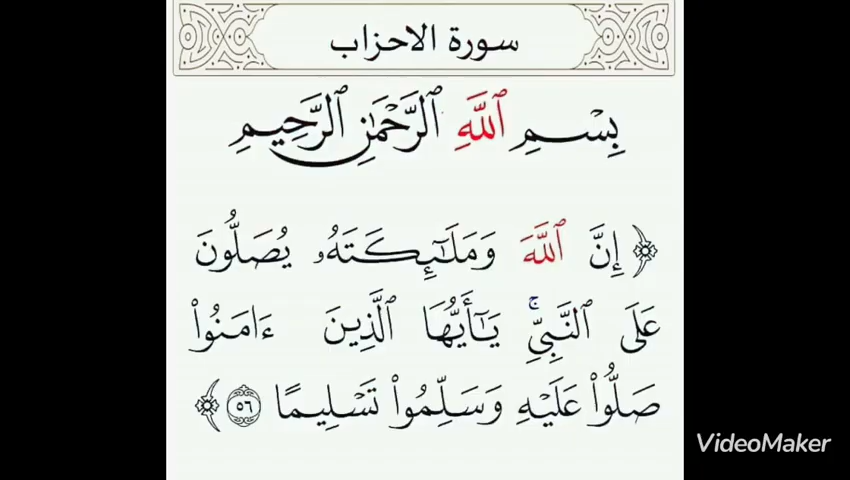 سورة الاحزاب
بِسْمِ ٱللَّهِ ٱلرَّحْمَٰنِ ٱلرَّحِيمِ
﴿ إِنَّ ٱللَّهَ وَمَلَـٰٓئِكَتَهُۥ يُصَلُّونَ
عَلَى ٱلنَّبِيِّۚ يَـٰٓأَيُّهَا ٱلَّذِينَ ءَامَنُوا۟
صَلُّوا۟ عَلَيْهِ وَسَلِّمُوا۟ تَسْلِيمًا ٥٦ ﴾
VideoMaker